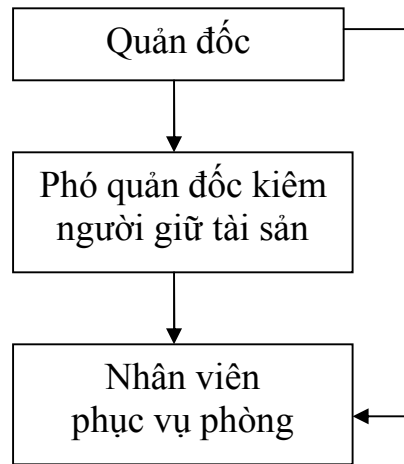 Quản đốc
Phó quản đốc kiêm
người giữ tài sản
Nhân viên
phục vụ phòng